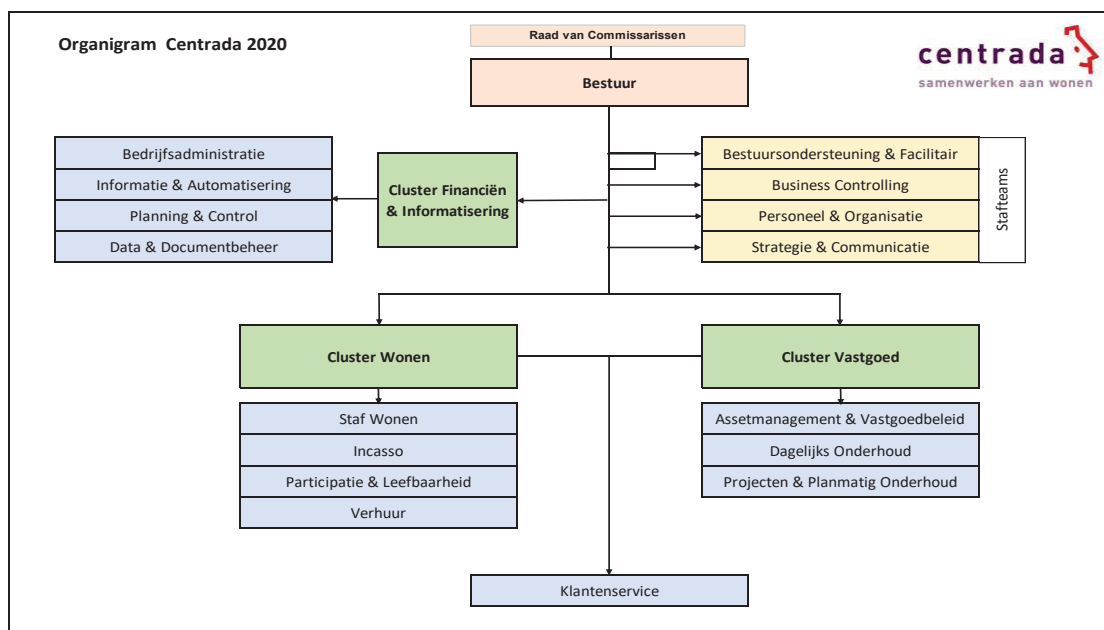 Organigram Centrada 2020
Raad van Commissarissen
Bestuur
centrada
samenwerken aan wonen
Bedrijfsadministratie
Informatie & Automatisering
Planning & Control
Data & Documentbeheer
Cluster Financiën
& Informatisering
Bestuursondersteuning & Facilitair
Business Controlling
Personeel & Organisatie
Strategie & Communicatie
Stafteams
Cluster Wonen
Staf Wonen
Incasso
Participatie & Leefbaarheid
Verhuur
Cluster Vastgoed
Assetmanagement & Vastgoedbeleid
Dagelijks Onderhoud
Projecten & Planmatig Onderhoud
Klantenservice